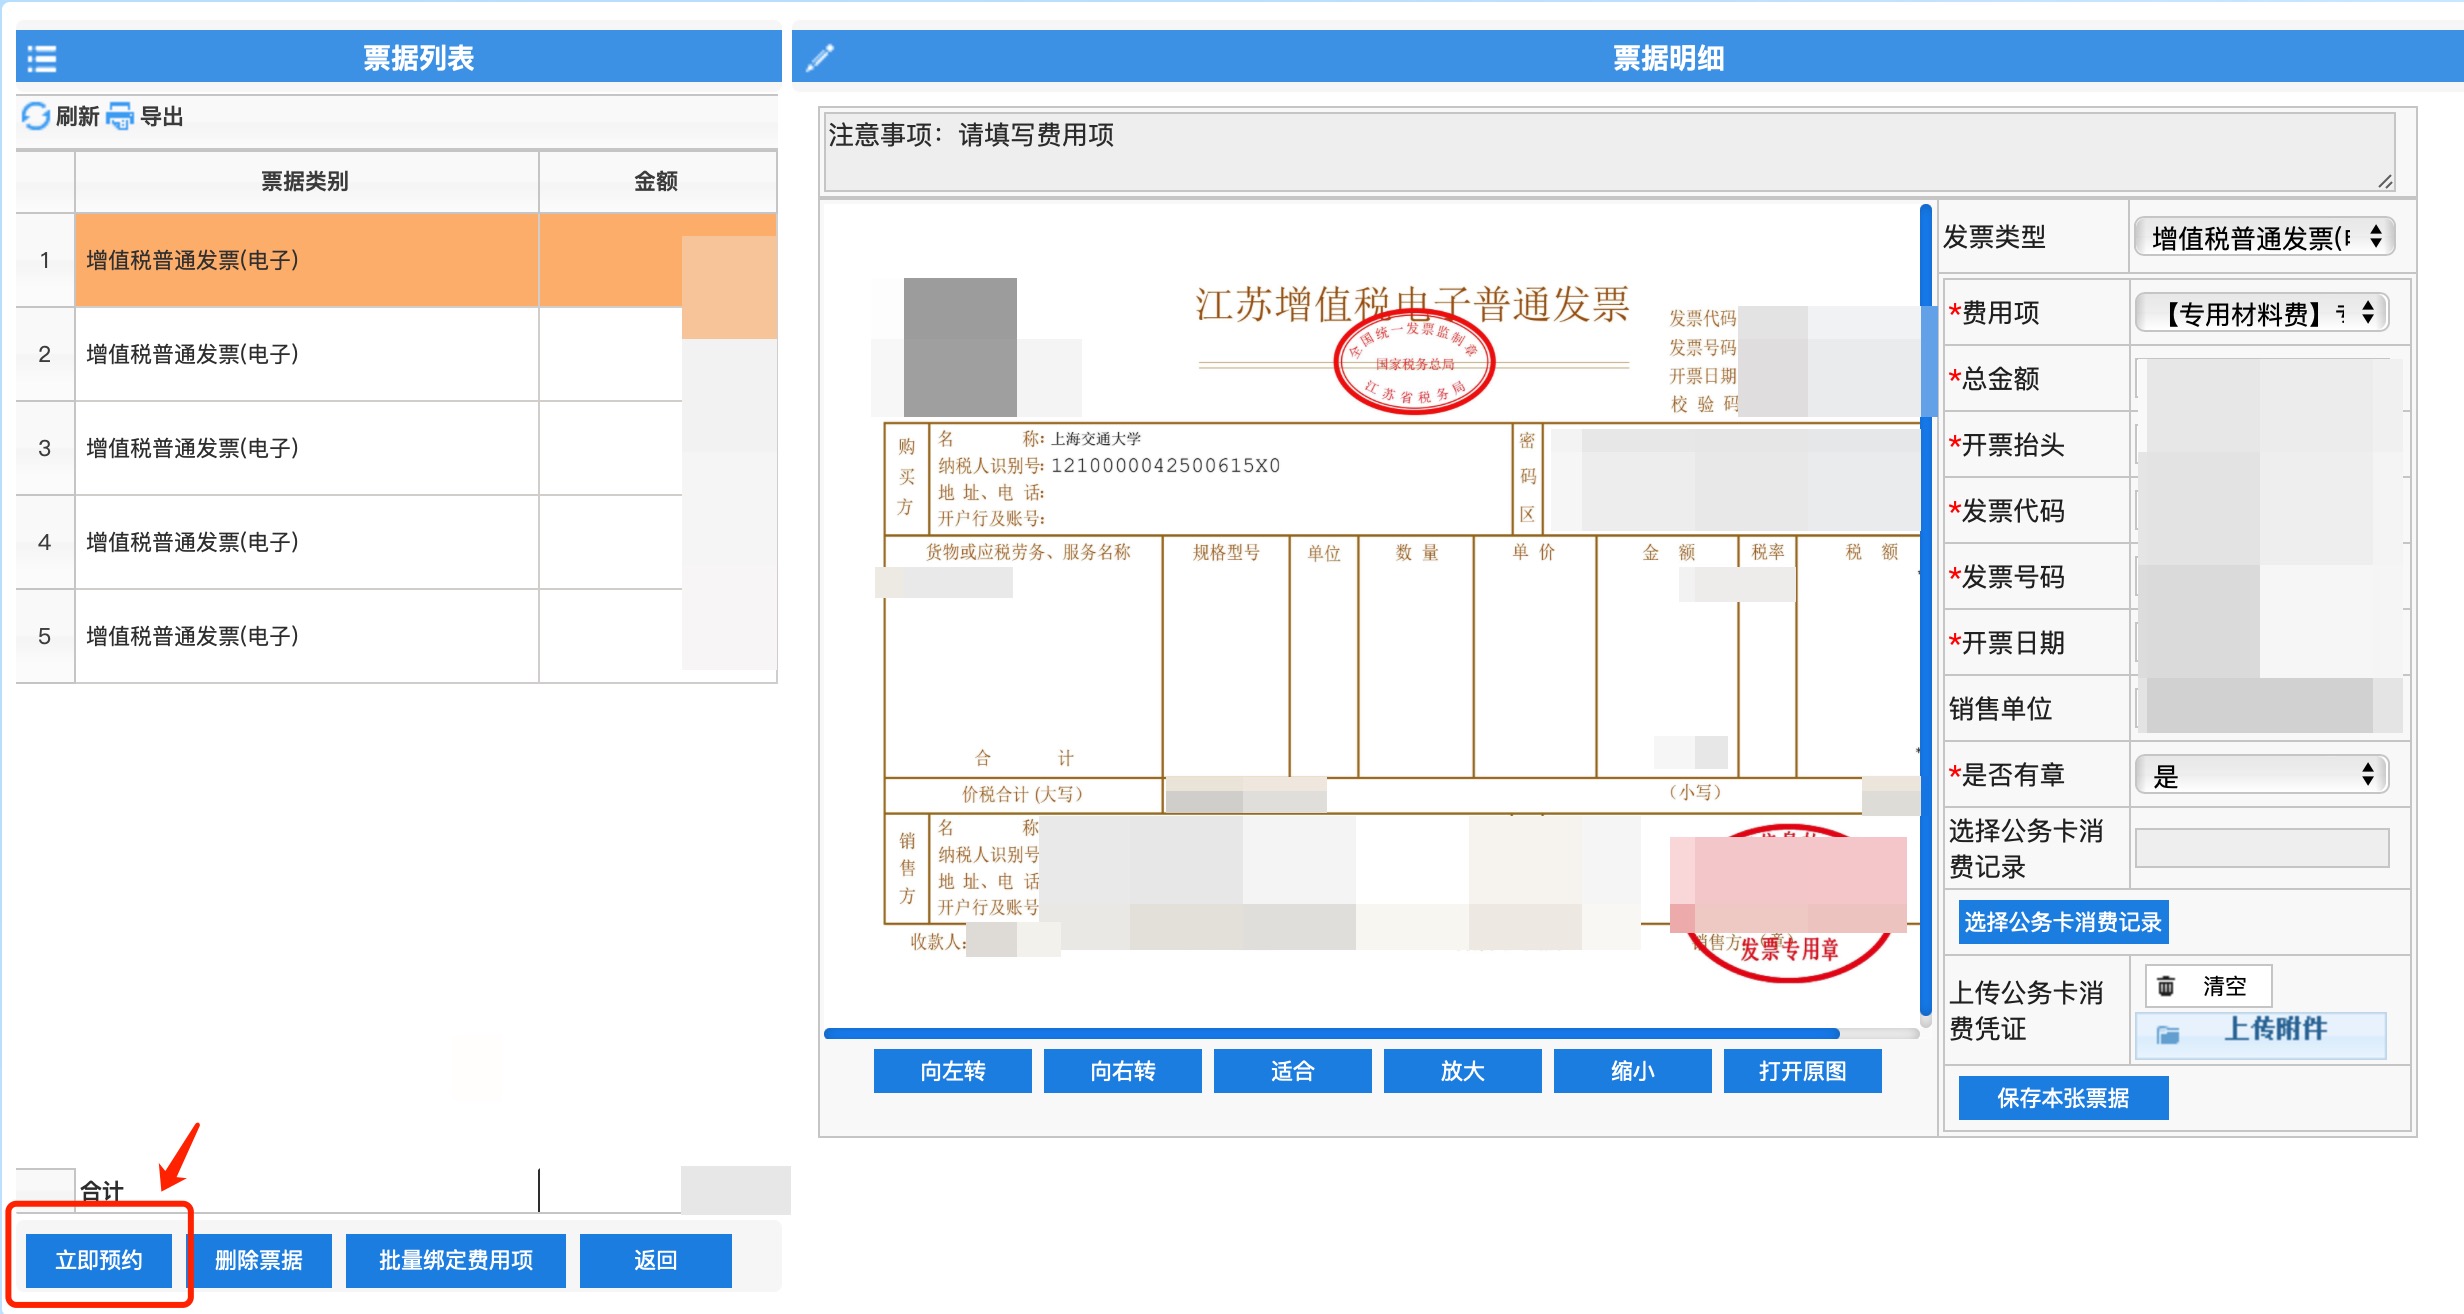 票据列表
刷新 导出
票据类别 金额
1 增值税普通发票(电子)
2 增值税普通发票(电子)
3 增值税普通发票(电子)
4 增值税普通发票(电子)
5 增值税普通发票(电子)
合计
立即预约 删除票据 批量绑定费用项 返回
票据明细
注意事项：请填写费用项
江苏增值税电子普通发票
全国统一发票监制章
国家税务总局
江苏省税务局
发票代码
发票号码
开票日期
校 验 码
购买方
名 称: 上海交通大学
纳税人识别号: 1210000042500615X0
地 址、电 话:
开户行及账号:
密码区
货物或应税劳务、服务名称 规格型号 单位 数 量 单 价 金 额 税率 税 额
*
合 计
*
价税合计 (大写) （小写）
销售方
名 称
纳税人识别号
地 址、电 话
开户行及账号
收款人: 销售方:（章）
发票专用章
向左转 向右转 适合 放大 缩小 打开原图
发票类型 增值税普通发票(
*费用项 【专用材料费】
*总金额
*开票抬头
*发票代码
*发票号码
*开票日期
销售单位
*是否有章 是
选择公务卡消
费记录
选择公务卡消费记录
上传公务卡消
费凭证
清空
上传附件
保存本张票据